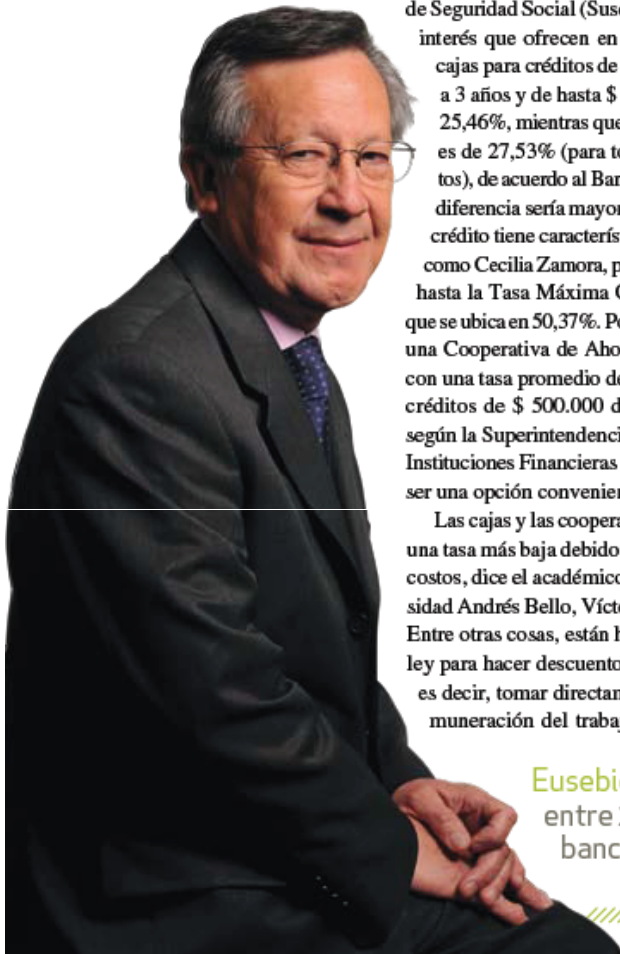 de Seguridad Social (Suse
interés que ofrecen en
cajas para créditos de
a 3 años y de hasta $
25,46%, mientras que
es de 27,53% (para to
tos), de acuerdo al Bar
diferencia sería mayor
crédito tiene caracterís
como Cecilia Zamora, p
hasta la Tasa Máxima C
que se ubica en 50,37%. Po
una Cooperativa de Aho
con una tasa promedio de
créditos de $ 500.000 d
según la Superintendenci
Instituciones Financieras
ser una opción convenien
Las cajas y las coopera
una tasa más baja debido
costos, dice el académico
sidad Andrés Bello, Vícto
Entre otras cosas, están h
ley para hacer descuento
es decir, tomar directan
muneración del trabaj
Eusebio
entre
banc